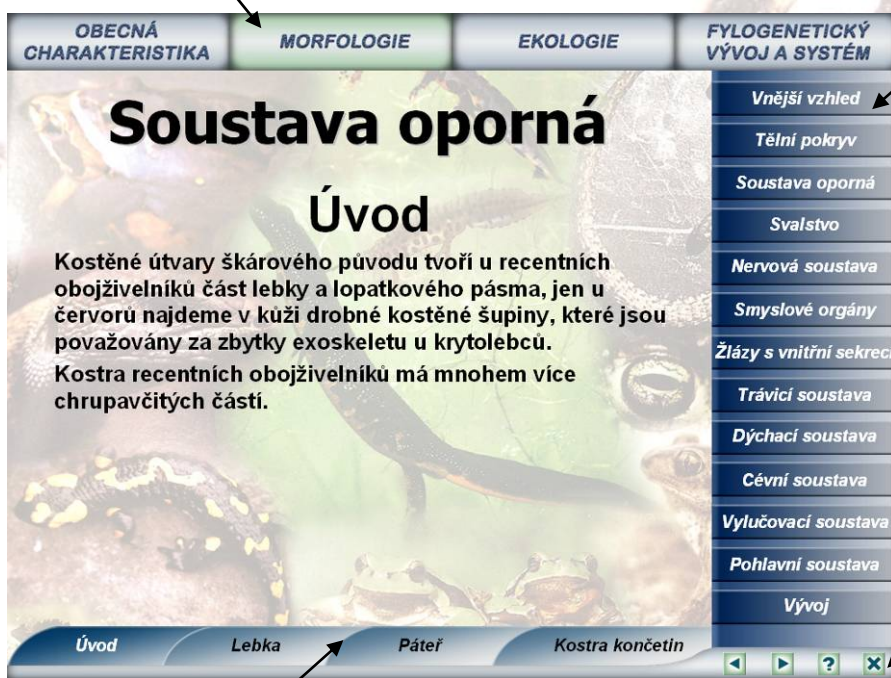 OBECNÁ
CHARAKTERISTIKA
MORFOLOGIE
EKOLOGIE
FYLOGENETICKÝ
VÝVOJ A SYSTÉM
Soustava oporná
Úvod
Kostěné útvary škárového původu tvoří u recentních
obojživelníků část lebky a lopatkového pásma, jen u
červorů najdeme v kůži drobné kostěné šupiny, které jsou
považovány za zbytky exoskeletu u krytolebců.
Kostra recentních obojživelníků má mnohem více
chrupavčitých částí.
Vnější vzhled
Tělní pokryv
Soustava oporná
Svalstvo
Nervová soustava
Smyslové orgány
Žlázy s vnitřní sekrecí
Trávicí soustava
Dýchací soustava
Cévní soustava
Vylučovací soustava
Pohlavní soustava
Vývoj
Úvod
Lebka
Páteř
Kostra končetin
?